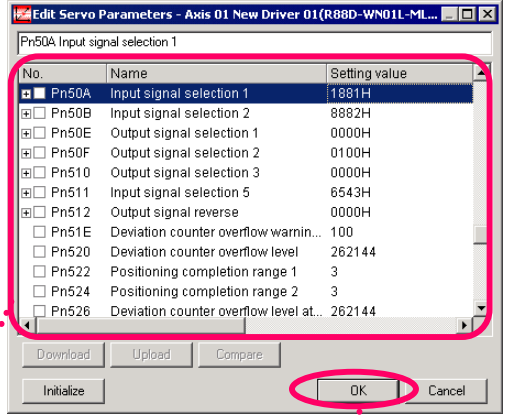 Edit Servo Parameters - Axis 01 New Driver 01(R88D-WN01L-ML...
Pn50A Input signal selection 1
No. Name Setting value
Pn50A Input signal selection 1 1881H
Pn50B Input signal selection 2 8882H
Pn50E Output signal selection 1 0000H
Pn50F Output signal selection 2 0100H
Pn510 Output signal selection 3 0000H
Pn511 Input signal selection 5 6543H
Pn512 Output signal reverse 0000H
Pn51E Deviation counter overflow warnin... 100
Pn520 Deviation counter overflow level 262144
Pn522 Positioning completion range 1 3
Pn524 Positioning completion range 2 3
Pn526 Deviation counter overflow level at... 262144
Download Upload Compare
Initialize OK Cancel